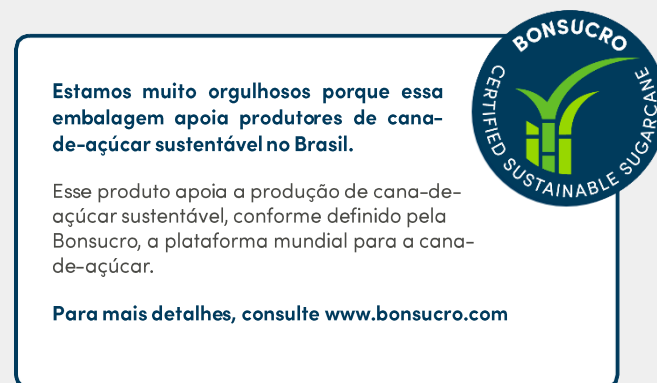 BONSUCRO
CERTIFIED SUSTAINABLE SUGARCANE
Estamos muito orgulhosos porque essa
embalagem apoia produtores de cana-
de-açúcar sustentável no Brasil.
Esse produto apoia a produção de cana-de-
açúcar sustentável, conforme definido pela
Bonsucro, a plataforma mundial para a cana-
de-açúcar.
Para mais detalhes, consulte www.bonsucro.com